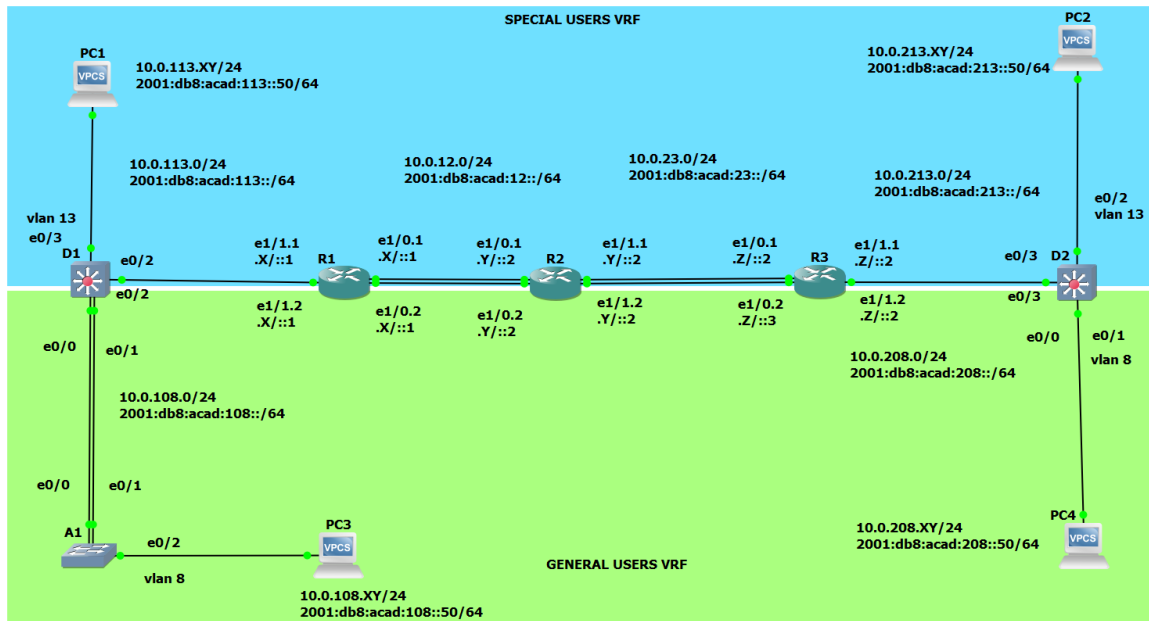 SPECIAL USERS VRF
PC1
VPCS
10.0.113.XY/24
2001:db8:acad:113::50/64
PC2
VPCS
10.0.213.XY/24
2001:db8:acad:213::50/64
10.0.113.0/24
2001:db8:acad:113::/64
10.0.12.0/24
2001:db8:acad:12::/64
10.0.23.0/24
2001:db8:acad:23::/64
10.0.213.0/24
2001:db8:acad:213::/64
e0/2
vlan 13
vlan 13
e0/3
D1
e0/2
e0/2
e1/1.1
.X/::1
R1
e1/0.1
.X/::1
e1/0.1
.Y/::2
R2
e1/1.1
.Y/::2
e1/0.1
.Z/::2
R3
e1/1.1
.Z/::2
e0/3
D2
e0/3
e1/1.2
.X/::1
e1/0.2
.X/::1
e1/0.2
.Y/::2
e1/1.2
.Y/::2
e1/0.2
.Z/::3
e1/1.2
.Z/::2
e0/0
e0/1
e0/0
e0/1
vlan 8
10.0.208.0/24
2001:db8:acad:208::/64
10.0.108.0/24
2001:db8:acad:108::/64
e0/0
e0/1
A1
e0/2
vlan 8
PC3
VPCS
10.0.108.XY/24
2001:db8:acad:108::50/64
GENERAL USERS VRF
PC4
VPCS
10.0.208.XY/24
2001:db8:acad:208::50/64